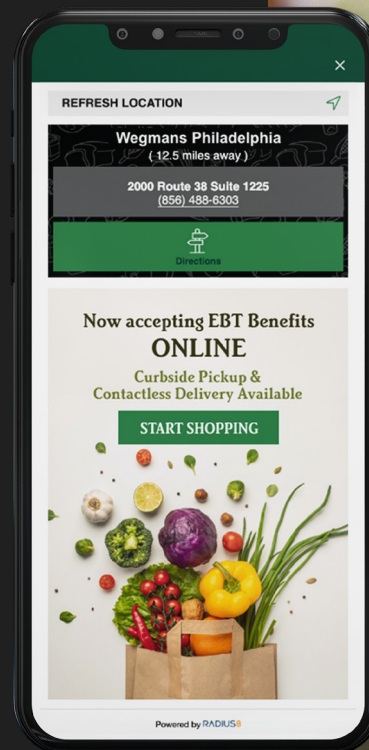 REFRESH LOCATION
Wegmans Philadelphia
( 12.5 miles away )
2000 Route 38 Suite 1225
(856) 488-6303
Directions
Now accepting EBT Benefits
ONLINE
Curbside Pickup &
Contactless Delivery Available
START SHOPPING
Powered by RADIUS8